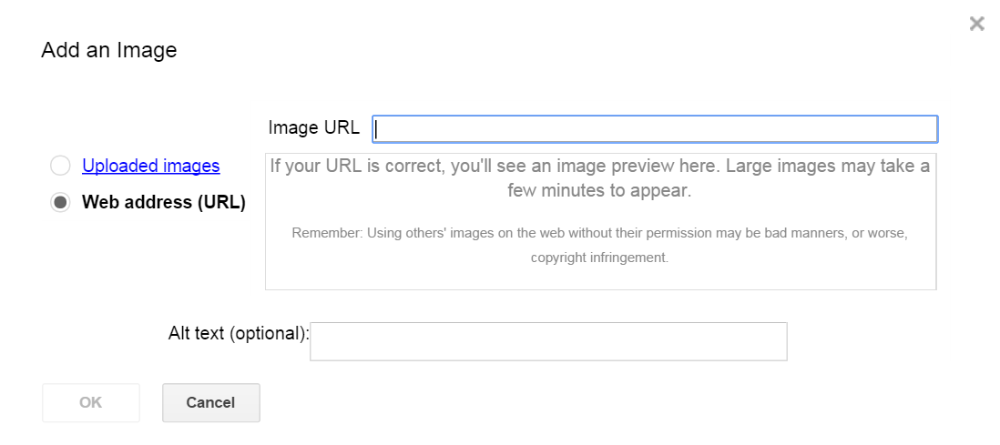 Add an Image
Image URL
Uploaded images
Web address (URL)
If your URL is correct, you'll see an image preview here. Large images may take a
few minutes to appear.
Remember: Using others' images on the web without their permission may be bad manners, or worse,
copyright infringement.
Alt text (optional):
OK
Cancel